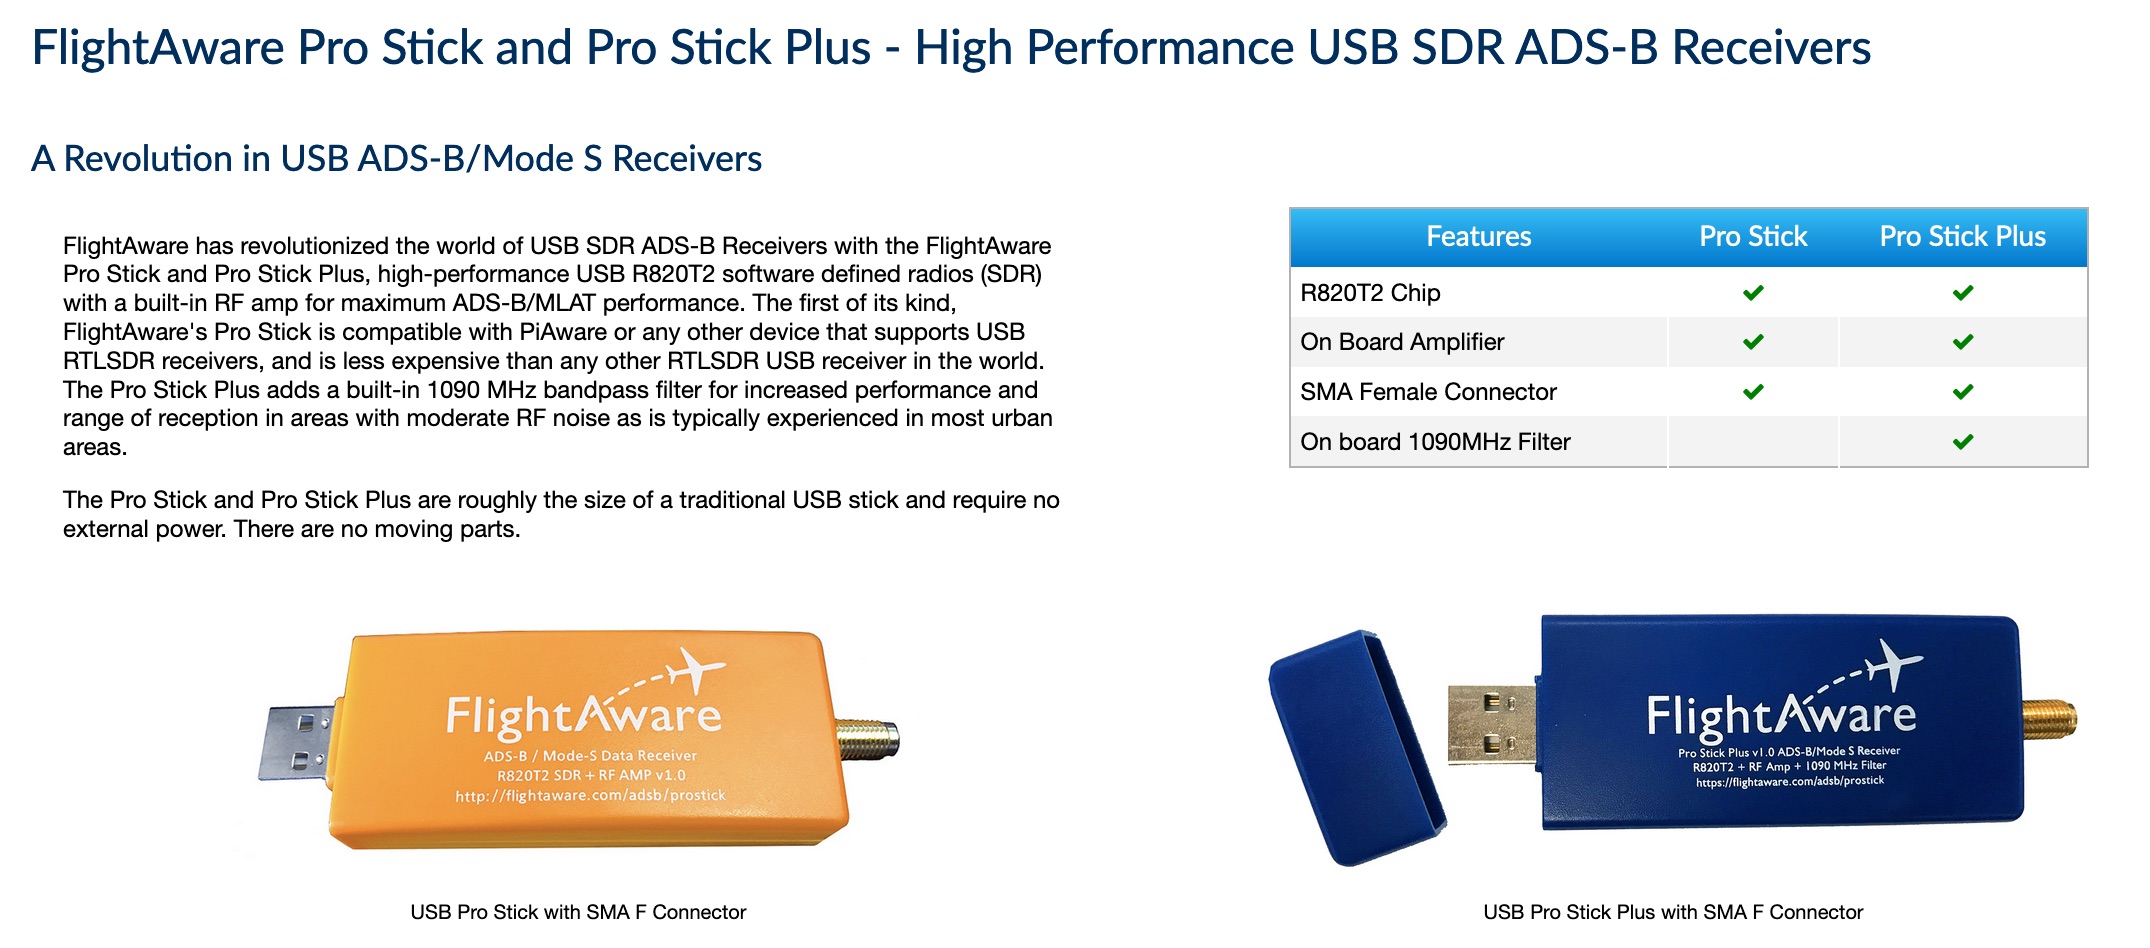 FlightAware Pro Stick and Pro Stick Plus - High Performance USB SDR ADS-B Receivers
A Revolution in USB ADS-B/Mode S Receivers
FlightAware has revolutionized the world of USB SDR ADS-B Receivers with the FlightAware
Pro Stick and Pro Stick Plus, high-performance USB R820T2 software defined radios (SDR)
with a built-in RF amp for maximum ADS-B/MLAT performance. The first of its kind,
FlightAware's Pro Stick is compatible with PiAware or any other device that supports USB
RTLSDR receivers, and is less expensive than any other RTLSDR USB receiver in the world.
The Pro Stick Plus adds a built-in 1090 MHz bandpass filter for increased performance and
range of reception in areas with moderate RF noise as is typically experienced in most urban
areas.
The Pro Stick and Pro Stick Plus are roughly the size of a traditional USB stick and require no
external power. There are no moving parts.
Features Pro Stick Pro Stick Plus
R820T2 Chip ✔ ✔
On Board Amplifier ✔ ✔
SMA Female Connector ✔ ✔
On board 1090MHz Filter ✔
FlightAware
ADS-B / Mode-S Data Receiver
R820T2 SDR + RF AMP v1.0
http://flightaware.com/adsb/prostick
USB Pro Stick with SMA F Connector
FlightAware
Pro Stick Plus v1.0 ADS-B/Mode S Receiver
R820T2 + RF Amp + 1090 MHz Filter
https://flightaware.com/adsb/prostick
USB Pro Stick Plus with SMA F Connector